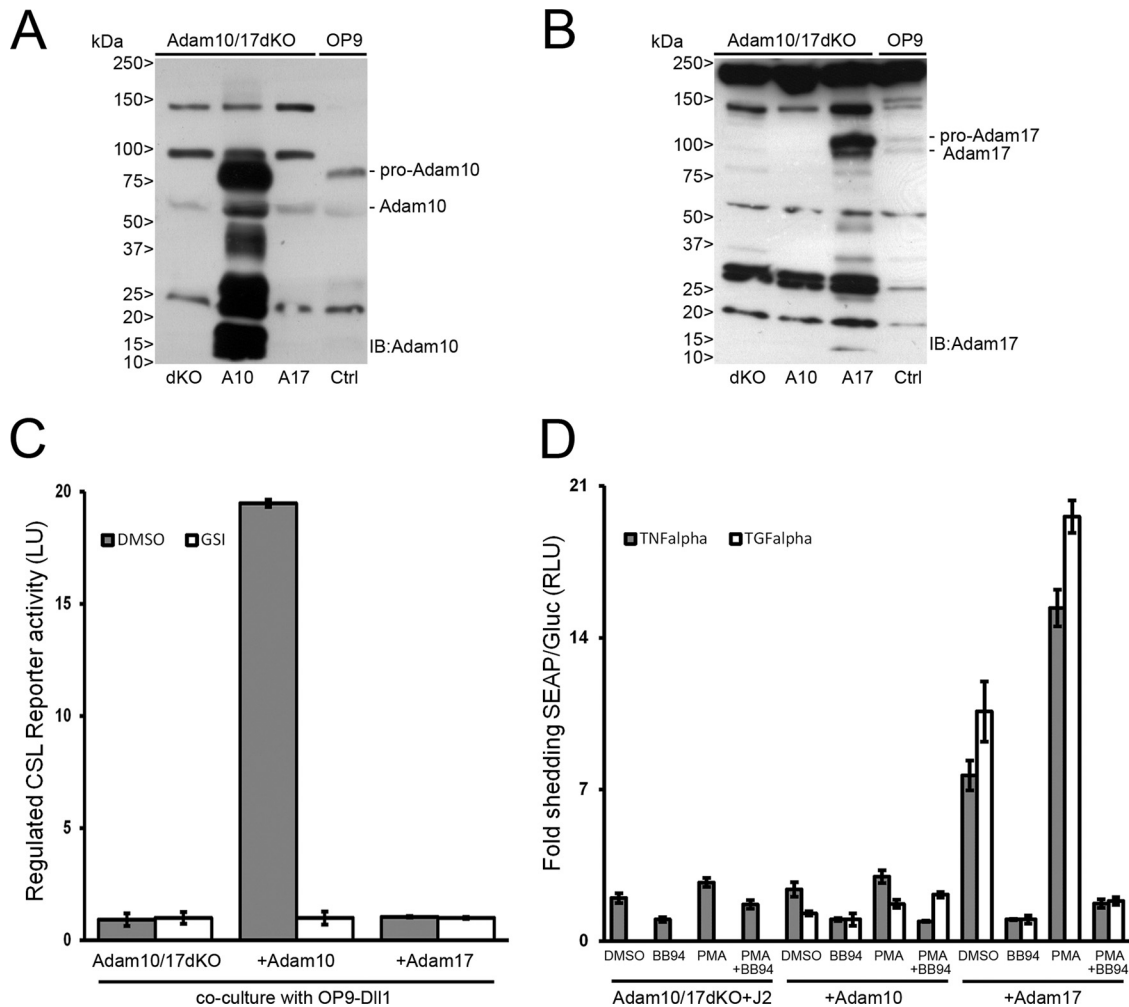 A
kDa
Adam10/17dKO
OP9
250>
150>
100>
75>
50>
37>
25>
20>
15>
10>
- pro-Adam10
- Adam10
IB:Adam10
dKO A10 A17 Ctrl
B
kDa
Adam10/17dKO
OP9
250>
150>
100>
75>
50>
37>
25>
20>
15>
10>
- pro-Adam17
- Adam17
IB:Adam17
dKO A10 A17 Ctrl
C
Regulated CSL Reporter activity (LU)
20
15
10
5
0
DMSO GSI
Adam10/17dKO +Adam10 +Adam17
co-culture with OP9-Dll1
D
Fold shedding SEAP/Gluc (RLU)
21
14
7
0
TNFalpha TGFalpha
DMSO BB94 PMA PMA +BB94 DMSO BB94 PMA PMA +BB94 DMSO BB94 PMA PMA +BB94
Adam10/17dKO+J2 +Adam10 +Adam17